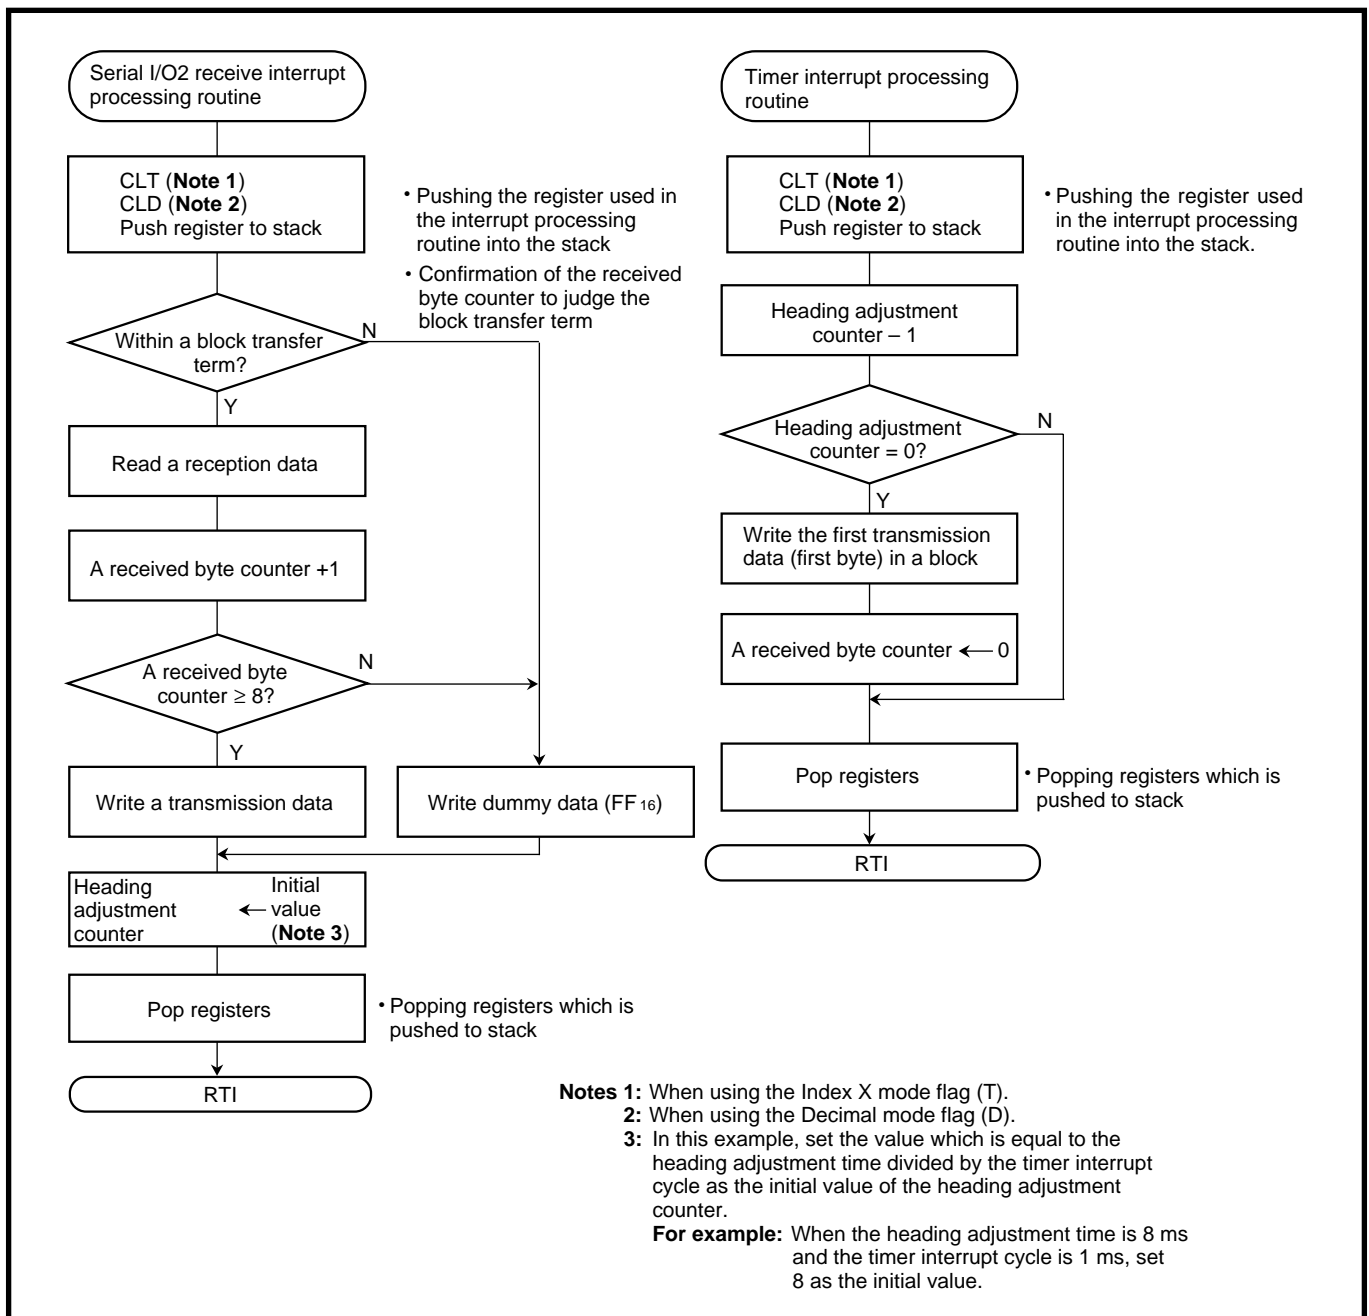 Serial I/O2 receive interrupt
processing routine
CLT (Note 1)
CLD (Note 2)
Push register to stack
• Pushing the register used in
the interrupt processing
routine into the stack
• Confirmation of the received
byte counter to judge the
block transfer term
Within a block transfer
term?
N
Y
Read a reception data
A received byte counter +1
A received byte
counter ≥ 8?
N
Y
Write a transmission data
Write dummy data (FF16)
Heading
adjustment
counter
←
Initial
value
(Note 3)
Pop registers
• Popping registers which is
pushed to stack
RTI
Timer interrupt processing
routine
CLT (Note 1)
CLD (Note 2)
Push register to stack
• Pushing the register used
in the interrupt processing
routine into the stack.
Heading adjustment
counter – 1
Heading adjustment
counter = 0?
N
Y
Write the first transmission
data (first byte) in a block
A received byte counter ← 0
Pop registers
• Popping registers which is
pushed to stack
RTI
Notes 1: When using the Index X mode flag (T).
2: When using the Decimal mode flag (D).
3: In this example, set the value which is equal to the
heading adjustment time divided by the timer interrupt
cycle as the initial value of the heading adjustment
counter.
For example: When the heading adjustment time is 8 ms
and the timer interrupt cycle is 1 ms, set
8 as the initial value.